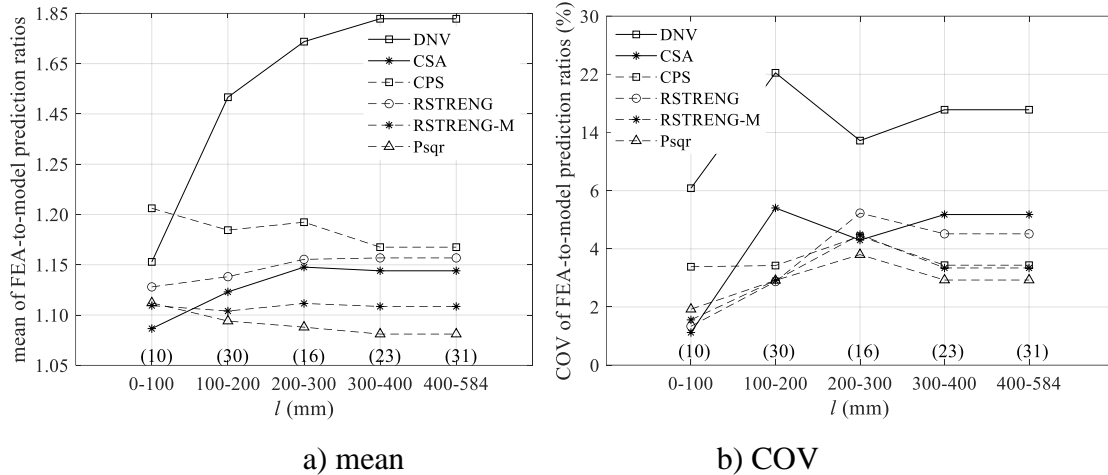 mean of FEA-to-model prediction ratios
1.85
1.65
1.45
1.25
1.20
1.15
1.10
1.05
DNV
CSA
CPS
RSTRENG
RSTRENG-M
Psqr
(10) (30) (16) (23) (31)
0-100 100-200 200-300 300-400 400-584
l (mm)
a) mean
COV of FEA-to-model prediction ratios (%)
30
22
14
6
4
2
0
DNV
CSA
CPS
RSTRENG
RSTRENG-M
Psqr
(10) (30) (16) (23) (31)
0-100 100-200 200-300 300-400 400-584
l (mm)
b) COV